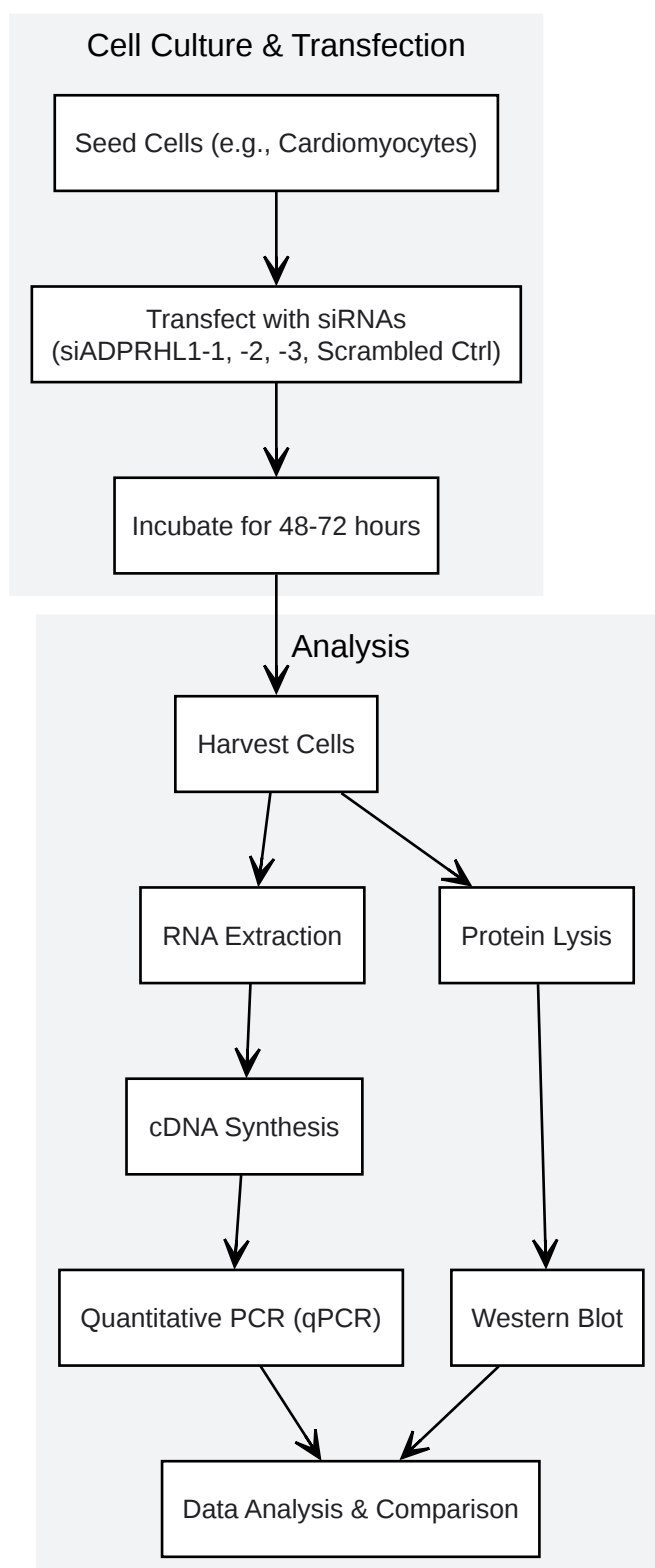 Cell Culture & Transfection
Seed Cells (e.g., Cardiomyocytes)
Transfect with siRNAs
(siADPRHL1-1, -2, -3, Scrambled Ctrl)
Incubate for 48-72 hours
Analysis
Harvest Cells
RNA Extraction
Protein Lysis
cDNA Synthesis
Quantitative PCR (qPCR)
Western Blot
Data Analysis & Comparison